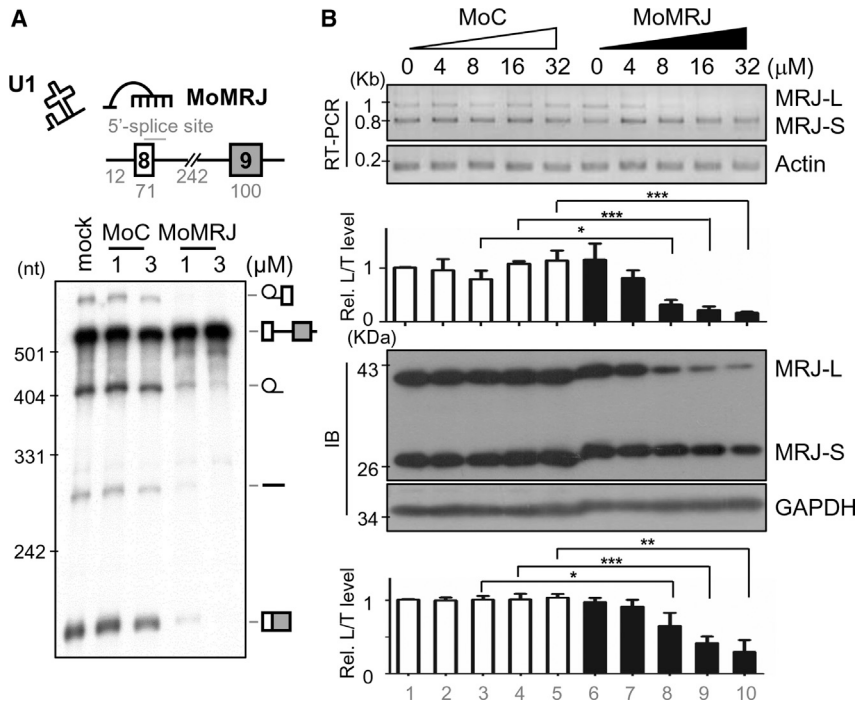 A
U1
MoMRJ
5'-splice site
8
9
12
71
242
100
mock
MoC
MoMRJ
(nt)
1
3
1
3
(µM)
501
404
331
242
B
MoC
MoMRJ
0 4 8 16 32 0 4 8 16 32 (µM)
(Kb)
1
0.8
0.2
RT-PCR
MRJ-L
MRJ-S
Actin
***
***
*
Rel. L/T level
1
0
(KDa)
43
26
34
IB
MRJ-L
MRJ-S
GAPDH
**
***
*
Rel. L/T level
1
0
1 2 3 4 5 6 7 8 9 10